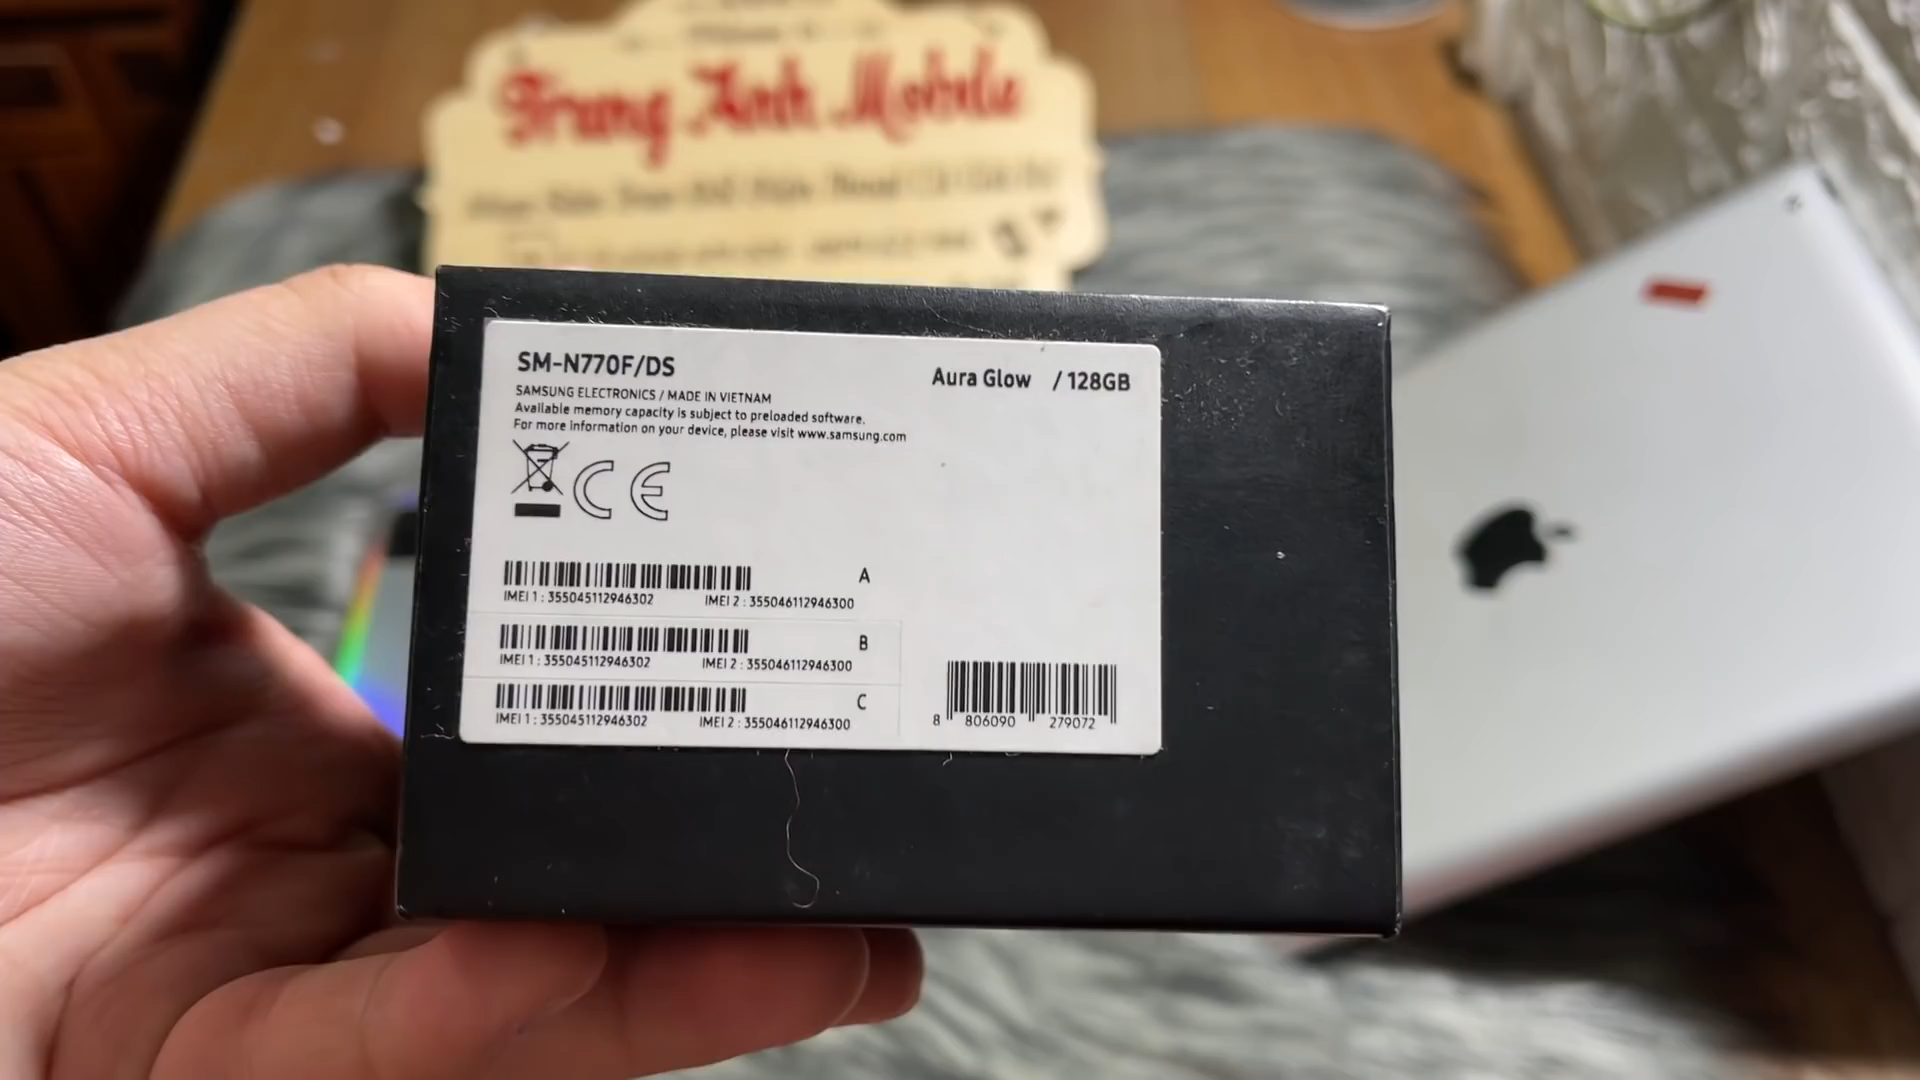 Trung Anh Mobile
SM-N770F/DS
Aura Glow / 128GB
SAMSUNG ELECTRONICS / MADE IN VIETNAM
Available memory capacity is subject to preloaded software.
For more information on your device, please visit www.samsung.com
CE
A
IMEI 1 : 355045112946302 IMEI 2 : 355046112946300
B
IMEI 1 : 355045112946302 IMEI 2 : 355046112946300
C
IMEI 1 : 355045112946302 IMEI 2 : 355046112946300
8 806090 279072